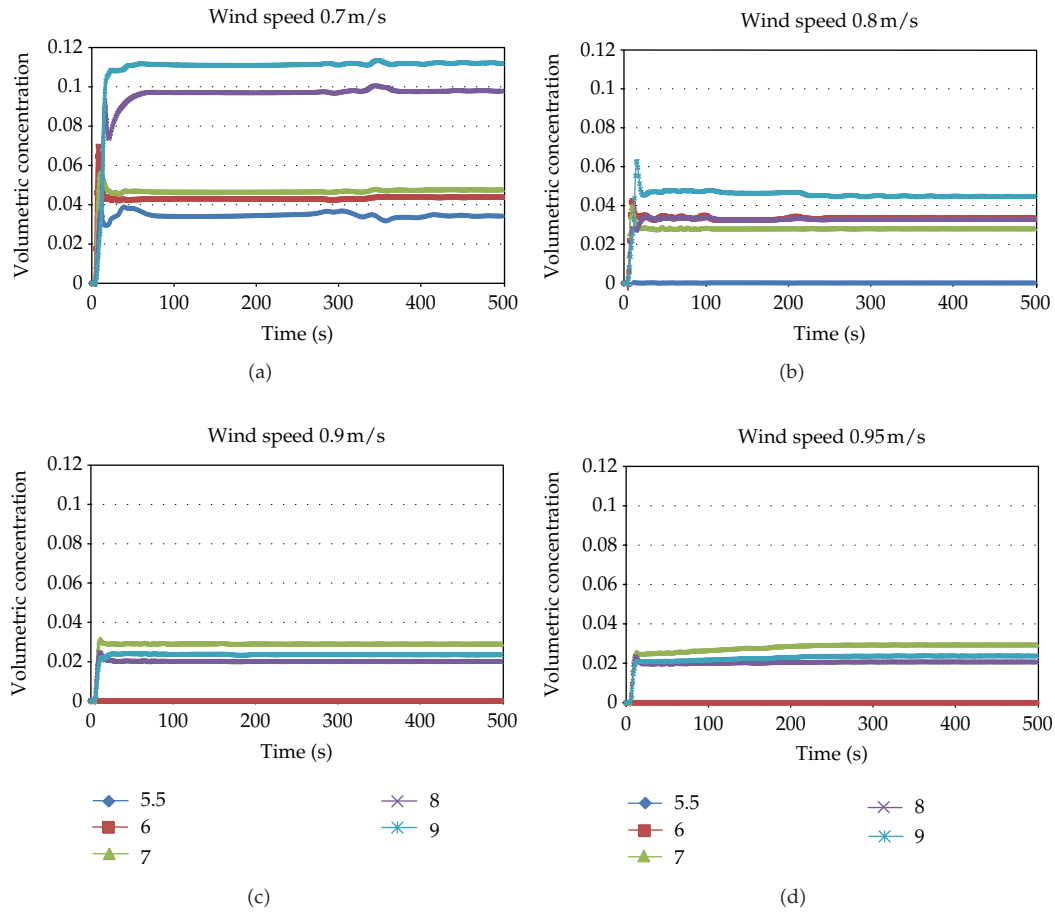 Wind speed 0.7 m/s
Volumetric concentration
0.12
0.1
0.08
0.06
0.04
0.02
0
0 100 200 300 400 500
Time (s)
(a)
Wind speed 0.8 m/s
Volumetric concentration
0.12
0.1
0.08
0.06
0.04
0.02
0
0 100 200 300 400 500
Time (s)
(b)
Wind speed 0.9 m/s
Volumetric concentration
0.12
0.1
0.08
0.06
0.04
0.02
0
0 100 200 300 400 500
Time (s)
5.5
6
7
8
9
(c)
Wind speed 0.95 m/s
Volumetric concentration
0.12
0.1
0.08
0.06
0.04
0.02
0
0 100 200 300 400 500
Time (s)
5.5
6
7
8
9
(d)